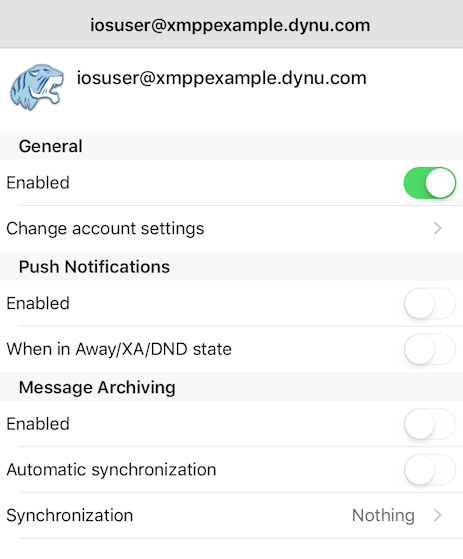 iosuser@xmppexample.dynu.com
iosuser@xmppexample.dynu.com
General
Enabled
Change account settings
Push Notifications
Enabled
When in Away/XA/DND state
Message Archiving
Enabled
Automatic synchronization
Synchronization Nothing